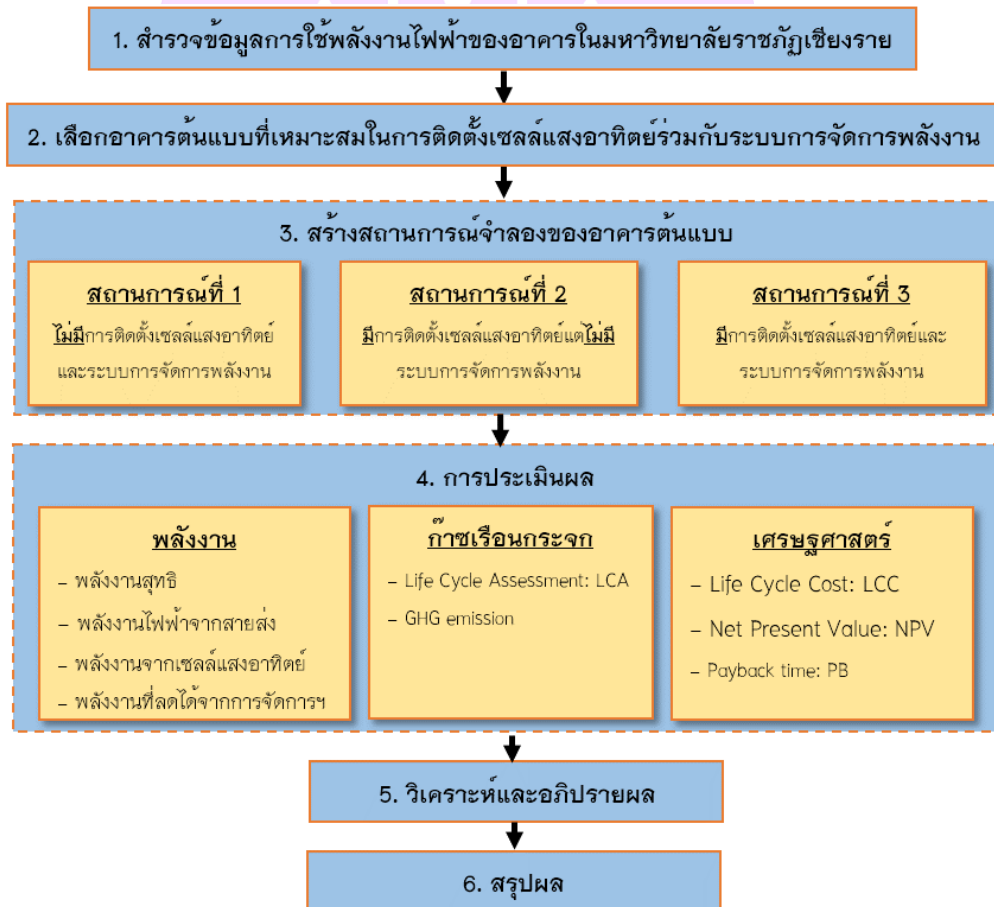 1. สำรวจข้อมูลการใช้พลังงานไฟฟ้าของอาคารในมหาวิทยาลัยราชภัฏเชียงราย
2. เลือกอาคารต้นแบบที่เหมาะสมในการติดตั้งเซลล์แสงอาทิตย์ร่วมกับระบบการจัดการพลังงาน
3. สร้างสถานการณ์จำลองของอาคารต้นแบบ
สถานการณ์ที่ 1
ไม่มีการติดตั้งเซลล์แสงอาทิตย์
และระบบการจัดการพลังงาน
สถานการณ์ที่ 2
มีการติดตั้งเซลล์แสงอาทิตย์แต่ไม่มี
ระบบการจัดการพลังงาน
สถานการณ์ที่ 3
มีการติดตั้งเซลล์แสงอาทิตย์และ
ระบบการจัดการพลังงาน
4. การประเมินผล
พลังงาน
– พลังงานสุทธิ
– พลังงานไฟฟ้าจากสายส่ง
– พลังงานจากเซลล์แสงอาทิตย์
– พลังงานที่ลดได้จากการจัดการฯ
ก๊าซเรือนกระจก
– Life Cycle Assessment: LCA
– GHG emission
เศรษฐศาสตร์
– Life Cycle Cost: LCC
– Net Present Value: NPV
– Payback time: PB
5. วิเคราะห์และอภิปรายผล
6. สรุปผล